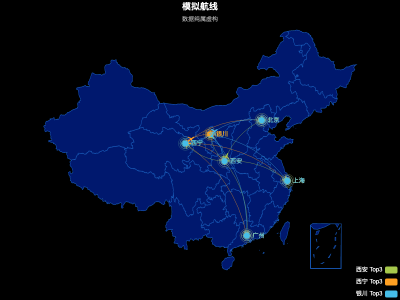 模拟航线
数据纯属虚构
北京
银川
西宁
西安
上海
广州
西安 Top3
西宁 Top3
银川 Top3